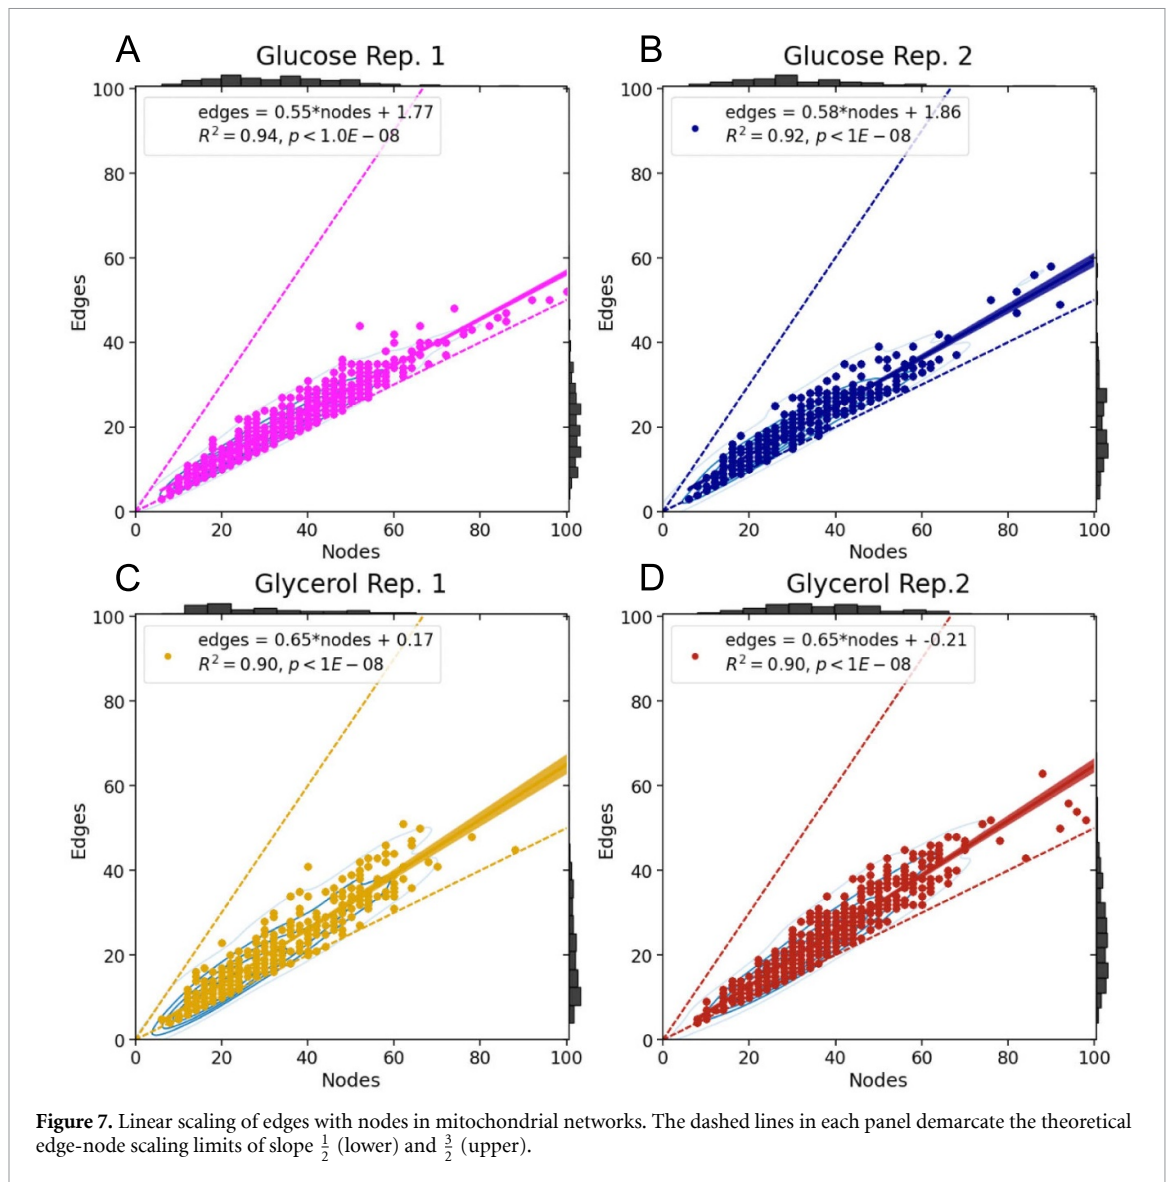 A
Glucose Rep. 1
edges = 0.55*nodes + 1.77
R² = 0.94, p < 1.0E − 08
100
80
60
40
20
0
Edges
0 20 40 60 80 100
Nodes
B
Glucose Rep. 2
edges = 0.58*nodes + 1.86
R² = 0.92, p < 1E − 08
100
80
60
40
20
0
Edges
0 20 40 60 80 100
Nodes
C
Glycerol Rep. 1
edges = 0.65*nodes + 0.17
R² = 0.90, p < 1E − 08
100
80
60
40
20
0
Edges
0 20 40 60 80 100
Nodes
D
Glycerol Rep.2
edges = 0.65*nodes + -0.21
R² = 0.90, p < 1E − 08
100
80
60
40
20
0
Edges
0 20 40 60 80 100
Nodes
Figure 7. Linear scaling of edges with nodes in mitochondrial networks. The dashed lines in each panel demarcate the theoretical
edge-node scaling limits of slope 1/2 (lower) and 3/2 (upper).